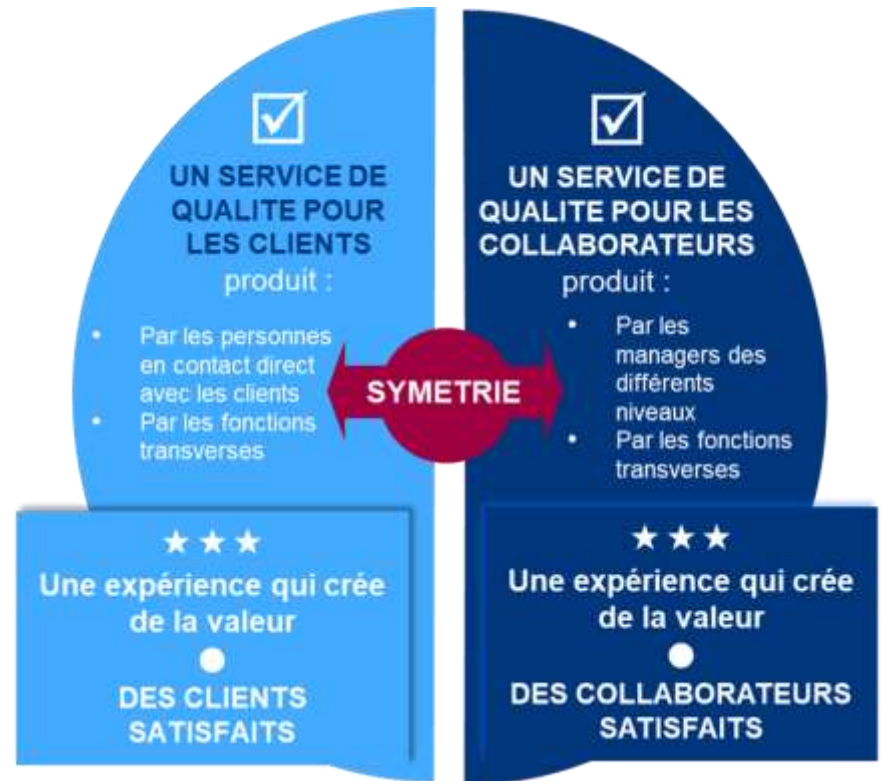 UN SERVICE DE
QUALITE POUR
LES CLIENTS
produit :
• Par les personnes
en contact direct
avec les clients
• Par les fonctions
transverses
SYMETRIE
UN SERVICE DE
QUALITE POUR LES
COLLABORATEURS
produit :
• Par les
managers des
différents
niveaux
• Par les fonctions
transverses
Une expérience qui crée
de la valeur
DES CLIENTS
SATISFAITS
Une expérience qui crée
de la valeur
DES COLLABORATEURS
SATISFAITS